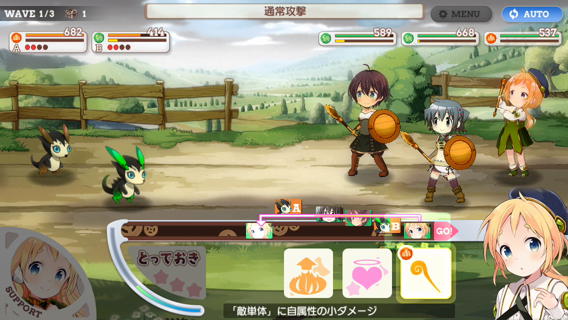 WAVE 1/3 1
通常攻撃
MENU
AUTO
682
A
414
B
589
668
537
A
B
GO!
とっておき
SUPPORT
「敵単体」に自属性の小ダメージ